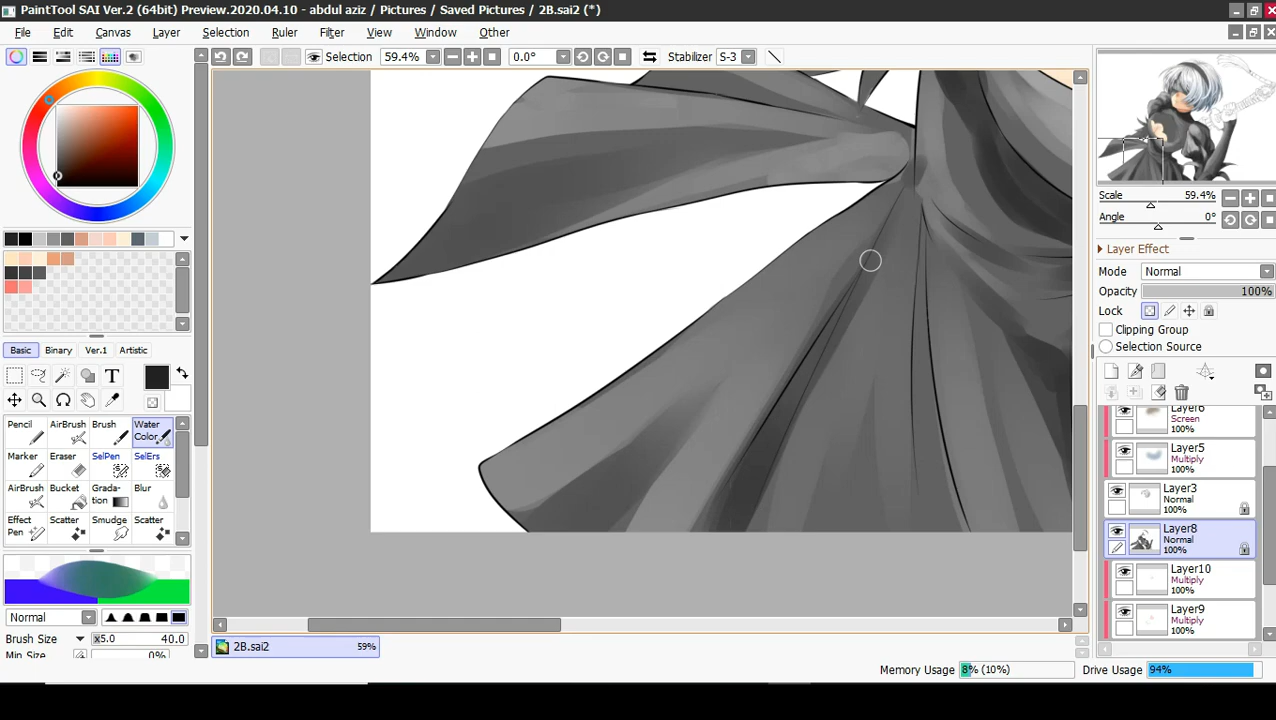 PaintTool SAI Ver.2 (64bit) Preview.2020.04.10 - abdul aziz / Pictures / Saved Pictures / 2B.sai2 (*)
File Edit Canvas Layer Selection Ruler Filter View Window Other
Selection 59.4% 0.0° Stabilizer S-3
Scale 59.4%
Angle 0°
Layer Effect
Mode Normal
Opacity 100%
Lock
Clipping Group
Selection Source
Basic Binary Ver.1 Artistic
T
Pencil AirBrush Brush Water Color
Marker Eraser SelPen SelErs
AirBrush Bucket Grada-tion Blur
Effect Pen Scatter Smudge Scatter
Normal
Brush Size x5.0 40.0
Min Size 0%
Layer6
Screen
100%
Layer5
Multiply
100%
Layer3
Normal
100%
Layer8
Normal
100%
Layer10
Multiply
100%
Layer9
Multiply
100%
2B.sai2 59%
Memory Usage 8% (10%) Drive Usage 94%